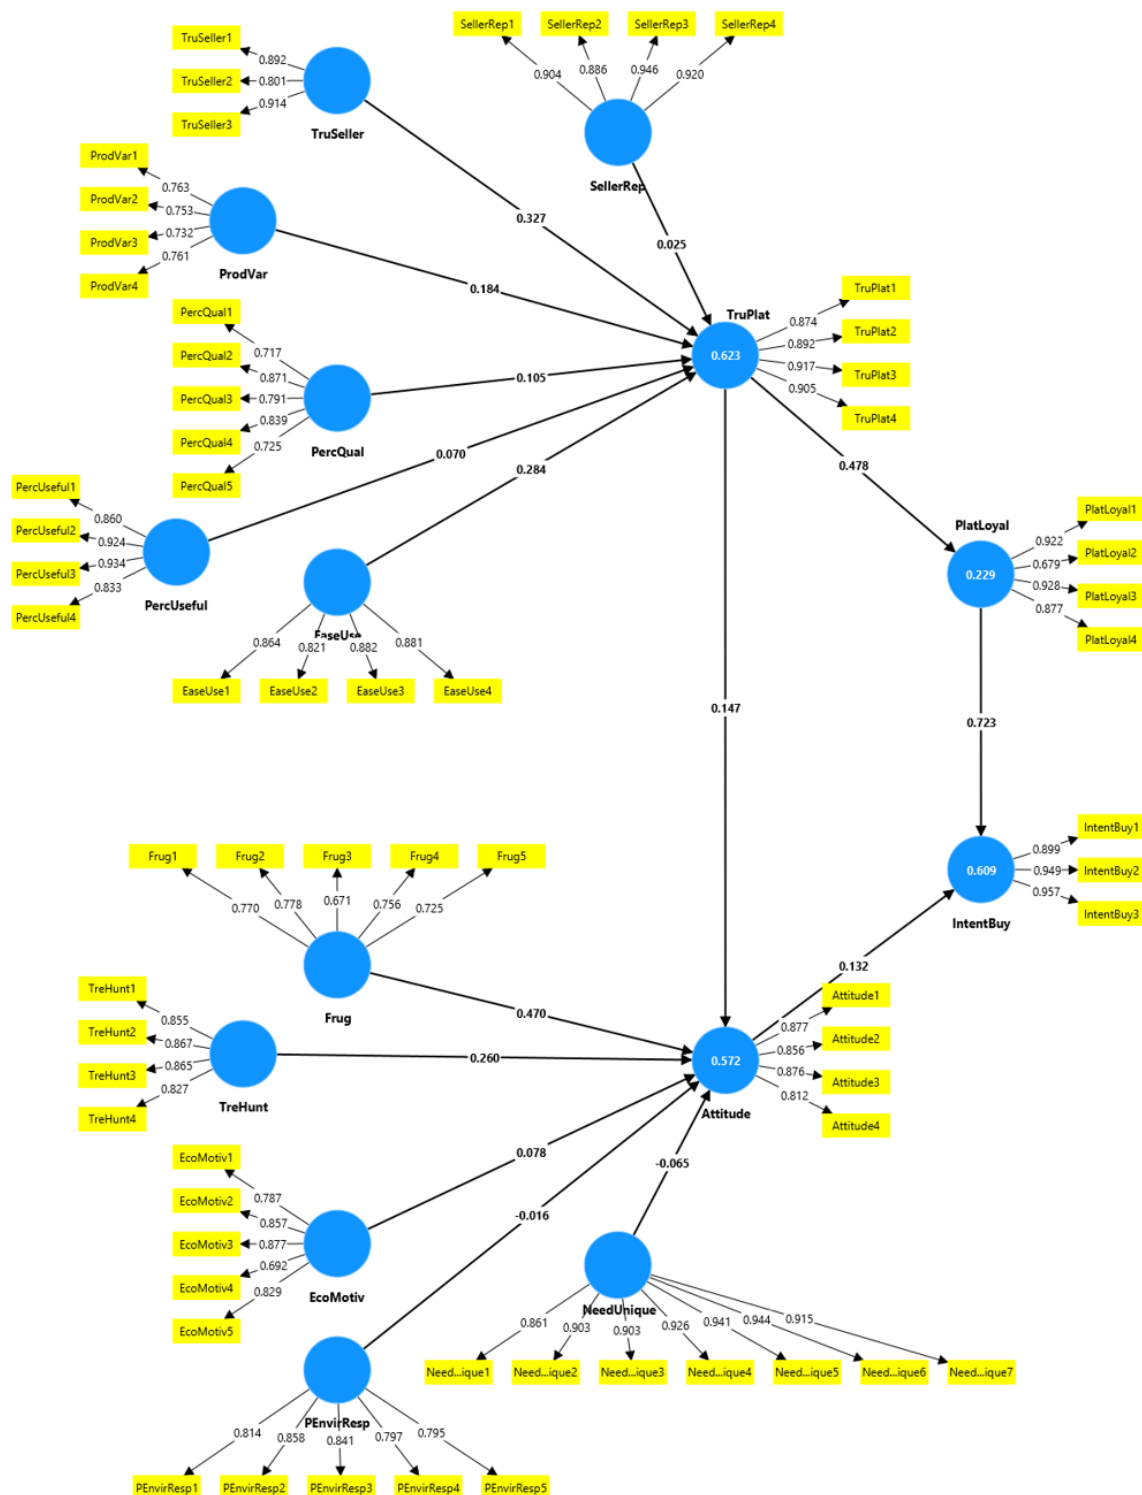 SellerRep1 SellerRep2 SellerRep3 SellerRep4
0.904 0.886 0.946 0.920
SellerRep
TruSeller1
TruSeller2
TruSeller3
0.892
0.801
0.914
TruSeller
ProdVar1
ProdVar2
ProdVar3
ProdVar4
0.763
0.753
0.732
0.761
ProdVar
PercQual1
PercQual2
PercQual3
PercQual4
PercQual5
0.717
0.871
0.791
0.839
0.725
PercQual
PercUseful1
PercUseful2
PercUseful3
PercUseful4
0.860
0.924
0.934
0.833
PercUseful
EaseUse
0.864 0.821 0.882 0.881
EaseUse1 EaseUse2 EaseUse3 EaseUse4
0.327
0.025
0.184
0.105
0.070
0.284
TruPlat
0.623
0.874
0.892
0.917
0.905
TruPlat1
TruPlat2
TruPlat3
TruPlat4
0.478
0.147
PlatLoyal
0.229
0.922
0.679
0.928
0.877
PlatLoyal1
PlatLoyal2
PlatLoyal3
PlatLoyal4
0.723
0.609
IntentBuy
0.899
0.949
0.957
IntentBuy1
IntentBuy2
IntentBuy3
0.132
Frug1 Frug2 Frug3 Frug4 Frug5
0.770 0.778 0.671 0.756 0.725
Frug
0.470
TreHunt1
TreHunt2
TreHunt3
TreHunt4
0.855
0.867
0.865
0.827
TreHunt
0.260
0.572
Attitude
0.877
0.856
0.876
0.812
Attitude1
Attitude2
Attitude3
Attitude4
EcoMotiv1
EcoMotiv2
EcoMotiv3
EcoMotiv4
EcoMotiv5
0.787
0.857
0.877
0.692
0.829
EcoMotiv
0.078
-0.016
-0.065
NeedUnique
0.861 0.903 0.903 0.926 0.941 0.944 0.915
Need...ique1 Need...ique2 Need...ique3 Need...ique4 Need...ique5 Need...ique6 Need...ique7
PEnvirResp
0.814 0.858 0.841 0.797 0.795
PEnvirResp1 PEnvirResp2 PEnvirResp3 PEnvirResp4 PEnvirResp5